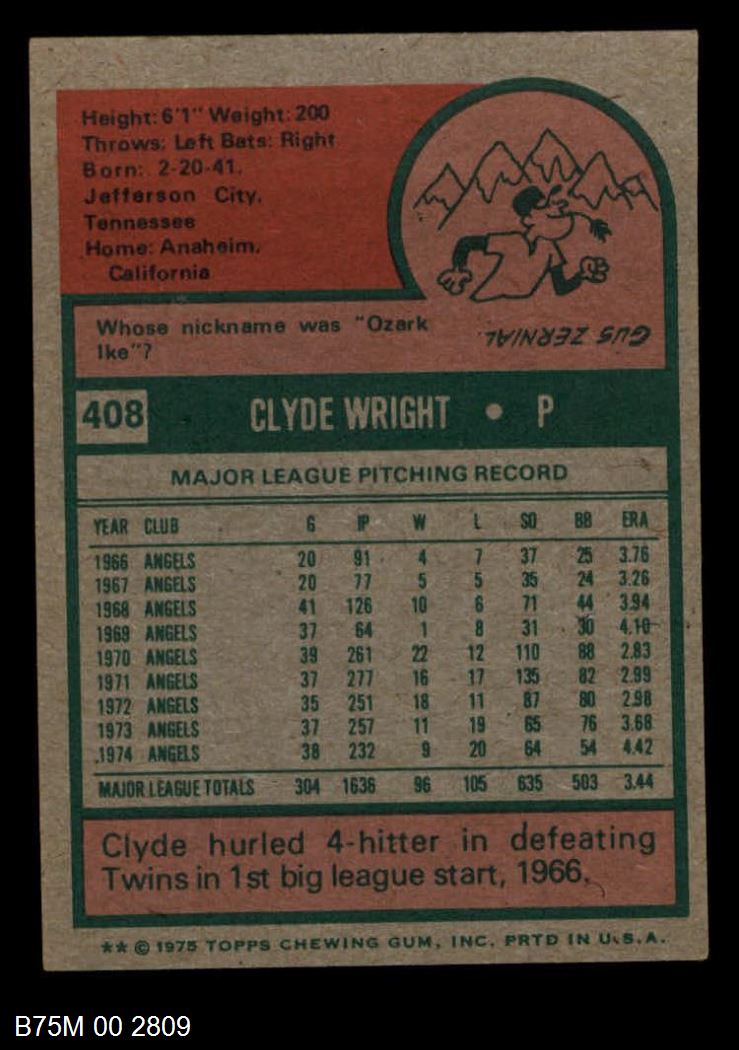 Height: 6'1" Weight: 200
Throws: Left Bats: Right
Born: 2-20-41.
Jefferson City,
Tennessee
Home: Anaheim,
California
Whose nickname was "Ozark
Ike"?
GUS ZERNIAL.
408 CLYDE WRIGHT • P
MAJOR LEAGUE PITCHING RECORD
YEAR CLUB G IP W L SO BB ERA
1966 ANGELS 20 91 4 7 37 25 3.76
1967 ANGELS 20 77 5 5 35 24 3.26
1968 ANGELS 41 126 10 6 71 44 3.94
1969 ANGELS 37 64 1 8 31 30 4.10
1970 ANGELS 39 261 22 12 110 88 2.83
1971 ANGELS 37 277 16 17 135 82 2.99
1972 ANGELS 35 251 18 11 87 80 2.98
1973 ANGELS 37 257 11 19 65 76 3.68
1974 ANGELS 38 232 9 20 64 54 4.42
MAJOR LEAGUE TOTALS 304 1636 96 105 635 503 3.44
Clyde hurled 4-hitter in defeating
Twins in 1st big league start, 1966.
** © 1975 TOPPS CHEWING GUM, INC. PRTD IN U.S.A.
B75M 00 2809